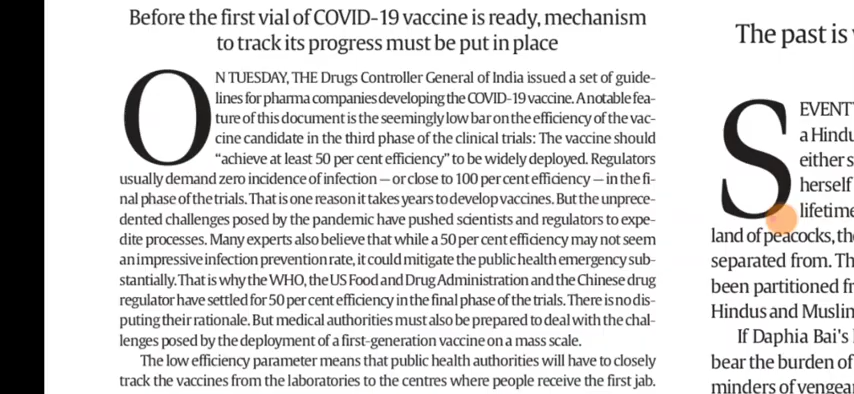 Before the first vial of COVID-19 vaccine is ready, mechanism
to track its progress must be put in place
ON TUESDAY, THE Drugs Controller General of India issued a set of guide-
lines for pharma companies developing the COVID-19 vaccine. A notable fea-
ture of this document is the seemingly low bar on the efficiency of the vac-
cine candidate in the third phase of the clinical trials: The vaccine should
“achieve at least 50 per cent efficiency” to be widely deployed. Regulators
usually demand zero incidence of infection — or close to 100 per cent efficiency — in the fi-
nal phase of the trials. That is one reason it takes years to develop vaccines. But the unprece-
dented challenges posed by the pandemic have pushed scientists and regulators to expe-
dite processes. Many experts also believe that while a 50 per cent efficiency may not seem
an impressive infection prevention rate, it could mitigate the public health emergency sub-
stantially. That is why the WHO, the US Food and Drug Administration and the Chinese drug
regulator have settled for 50 per cent efficiency in the final phase of the trials. There is no dis-
puting their rationale. But medical authorities must also be prepared to deal with the chal-
lenges posed by the deployment of a first-generation vaccine on a mass scale.
The low efficiency parameter means that public health authorities will have to closely
track the vaccines from the laboratories to the centres where people receive the first jab.
The past is
SEVENT
a Hindu
either s
herself
lifetime
land of peacocks, the
separated from. Th
been partitioned fr
Hindus and Muslim
If Daphia Bai's
bear the burden of
minders of vengea